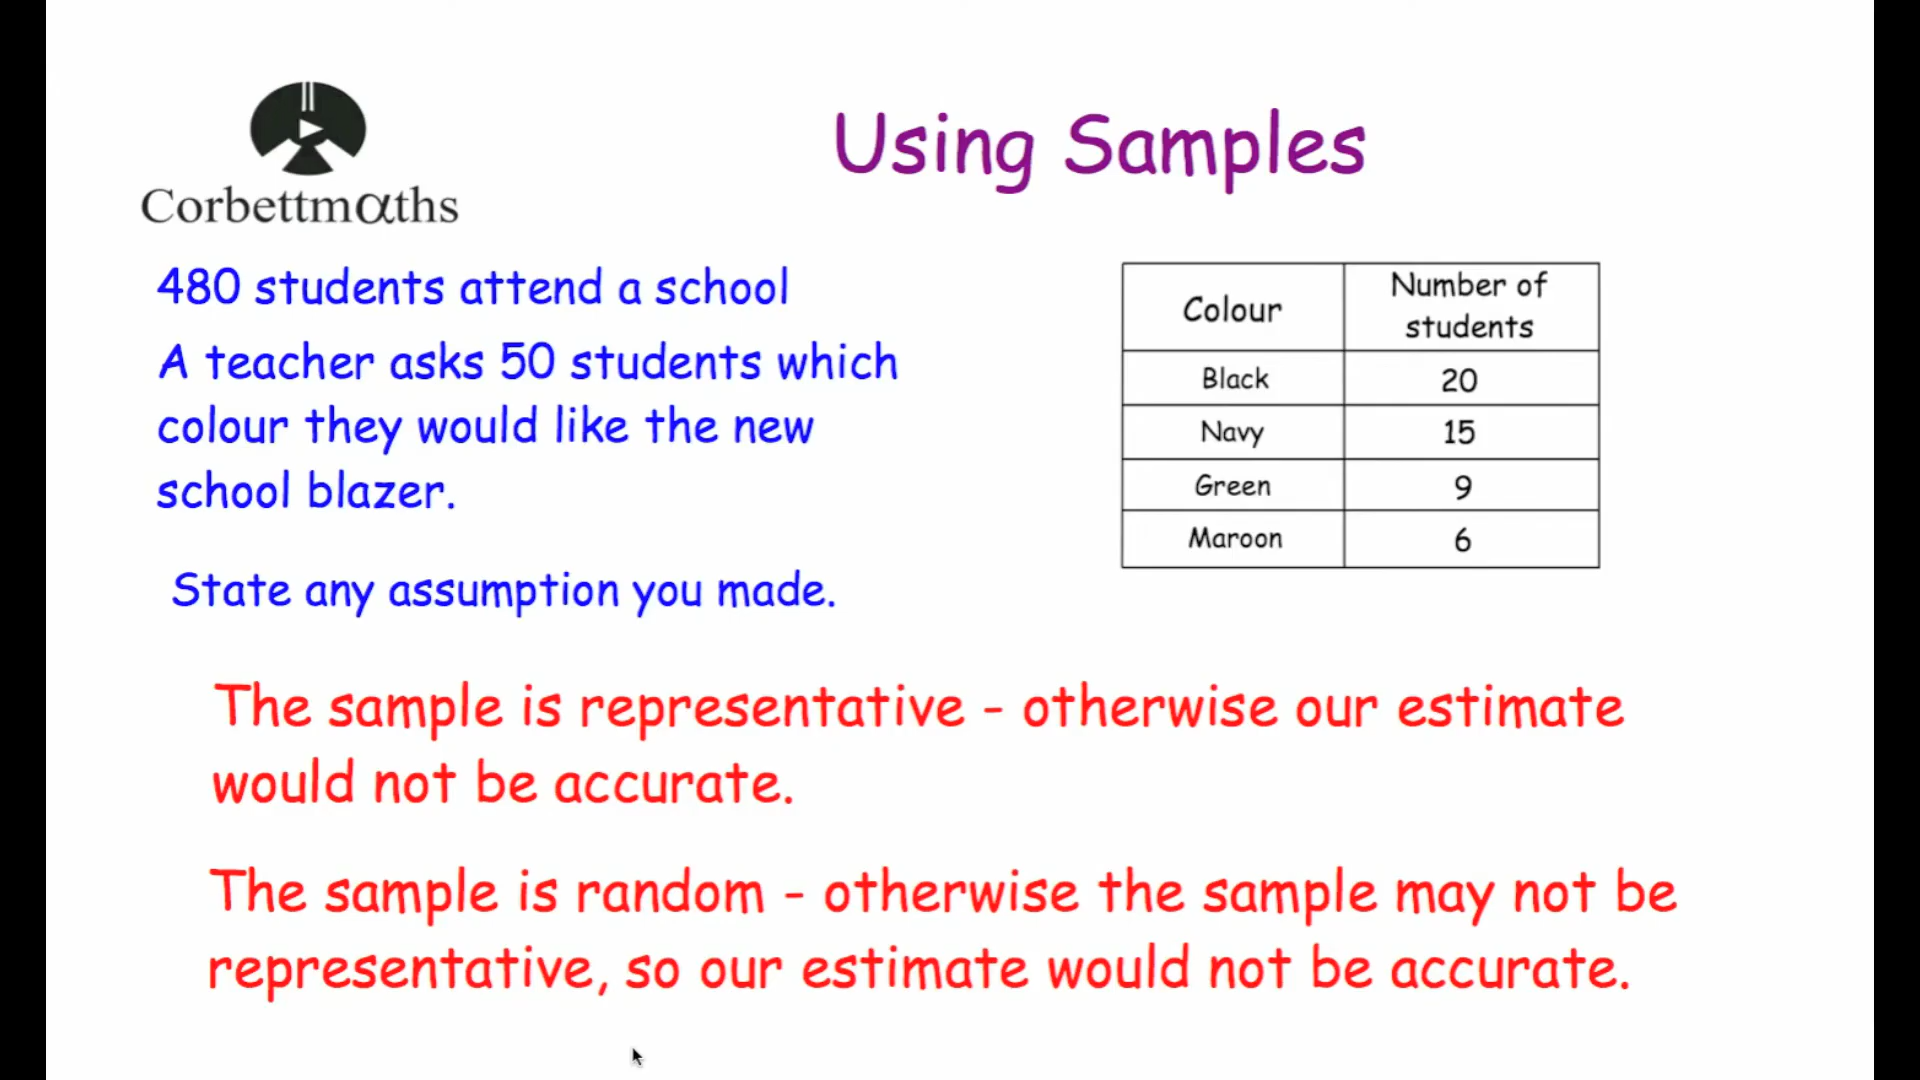 Corbettmαths
Using Samples
480 students attend a school
A teacher asks 50 students which
colour they would like the new
school blazer.
Colour Number of
students
Black 20
Navy 15
Green 9
Maroon 6
State any assumption you made.
The sample is representative - otherwise our estimate
would not be accurate.
The sample is random - otherwise the sample may not be
representative, so our estimate would not be accurate.